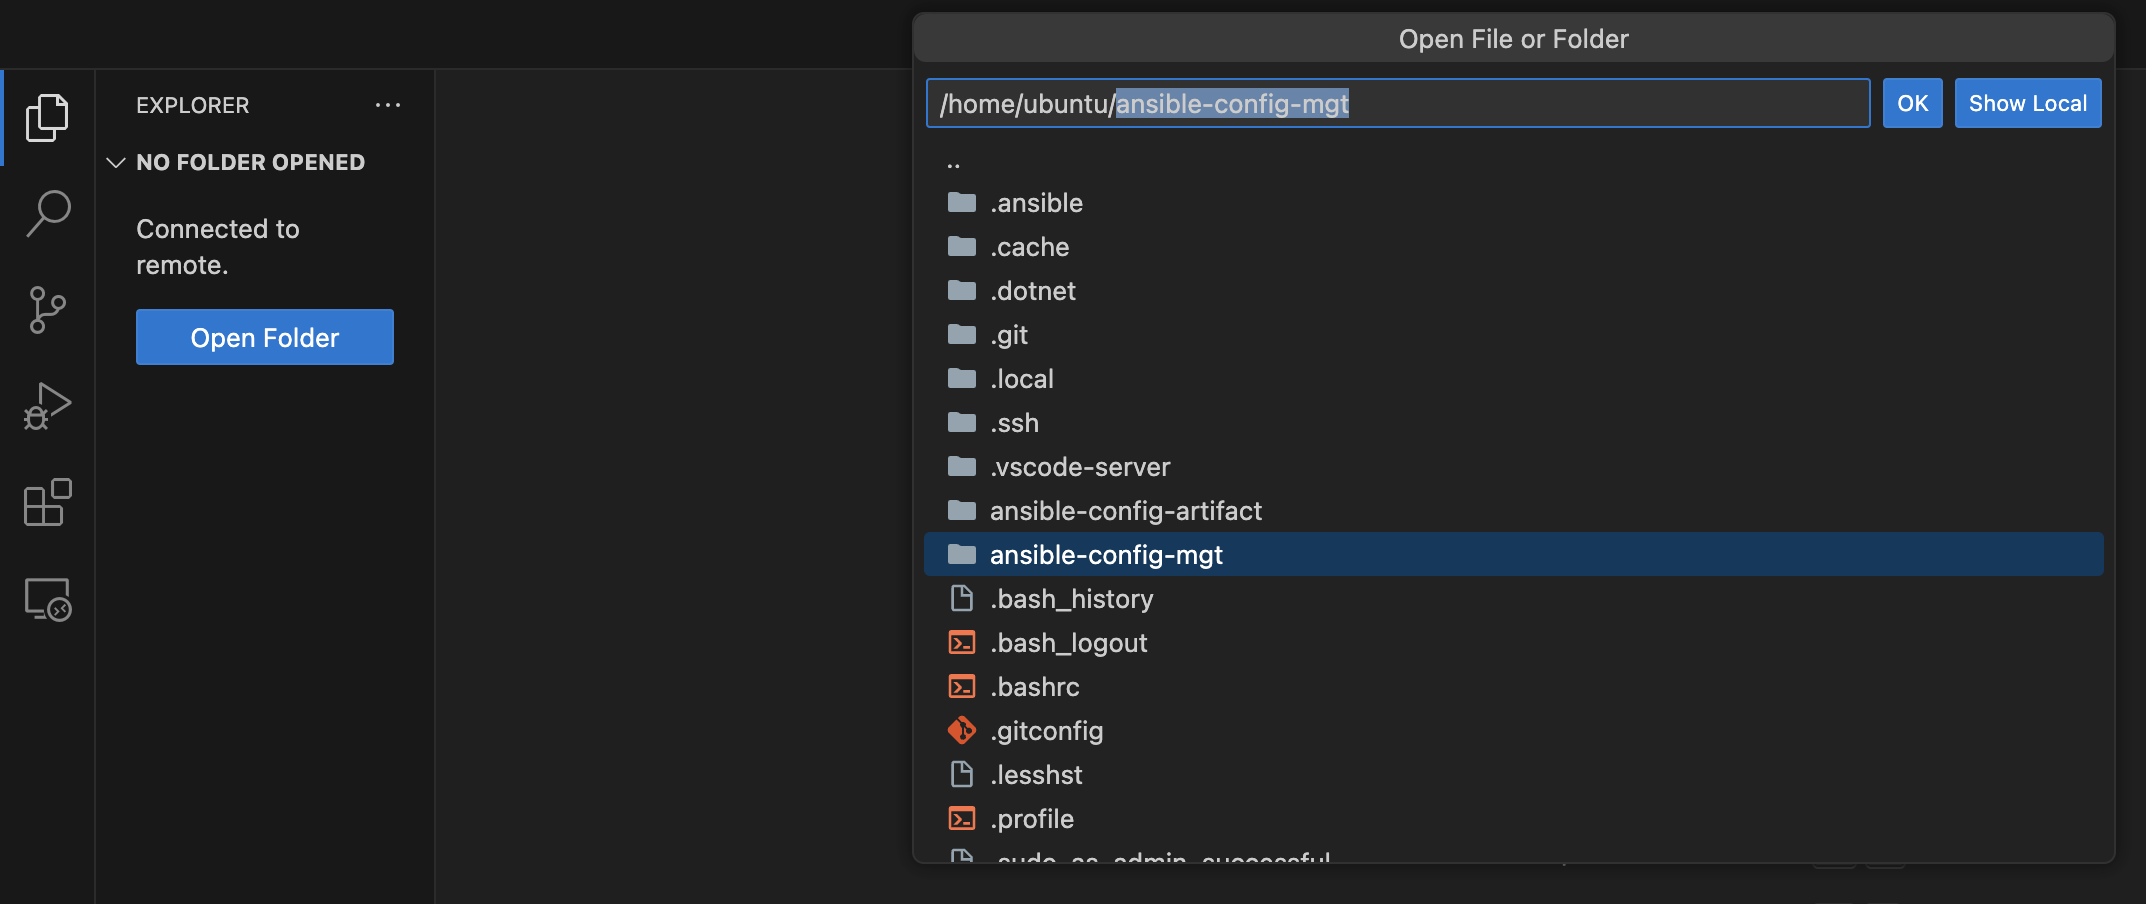 Open File or Folder
/home/ubuntu/ansible-config-mgt
OK
Show Local
EXPLORER
NO FOLDER OPENED
Connected to
remote.
Open Folder
..
.ansible
.cache
.dotnet
.git
.local
.ssh
.vscode-server
ansible-config-artifact
ansible-config-mgt
.bash_history
.bash_logout
.bashrc
.gitconfig
.lesshst
.profile
.sudo_as_admin_successful